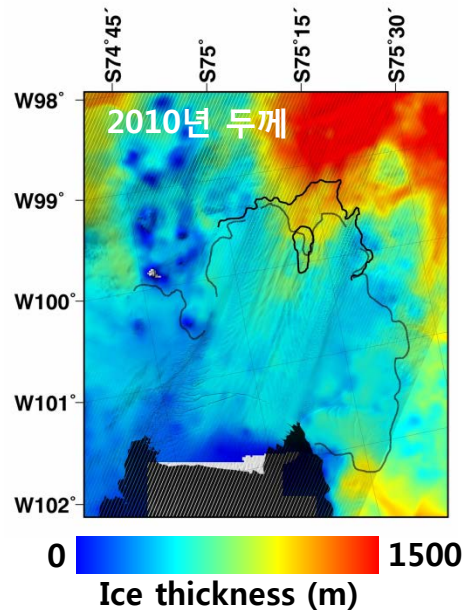 S74°45'
S75°
S75°15'
S75°30'
W98°
2010년 두께
W99°
W100°
W101°
W102°
0
1500
Ice thickness (m)